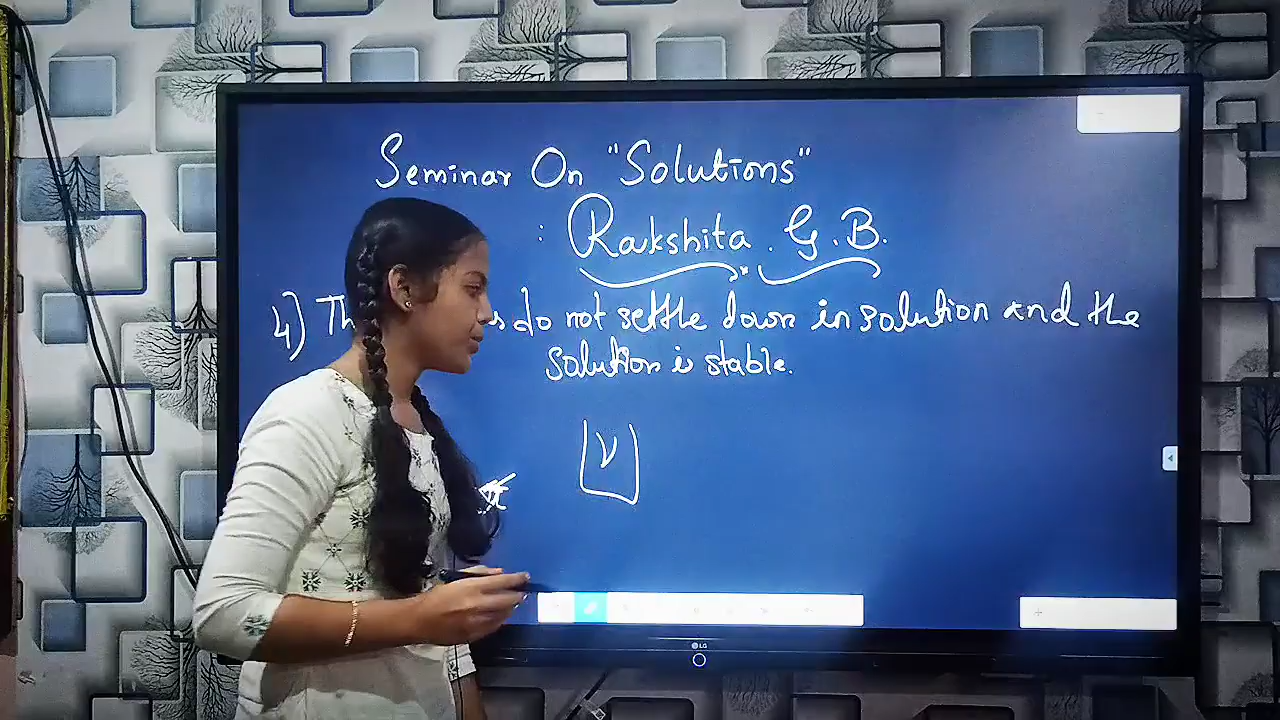 Seminar On "Solutions"
: Rakshita . G. B.
4) Th s do not settle down in solution and the
solution is stable.
LG